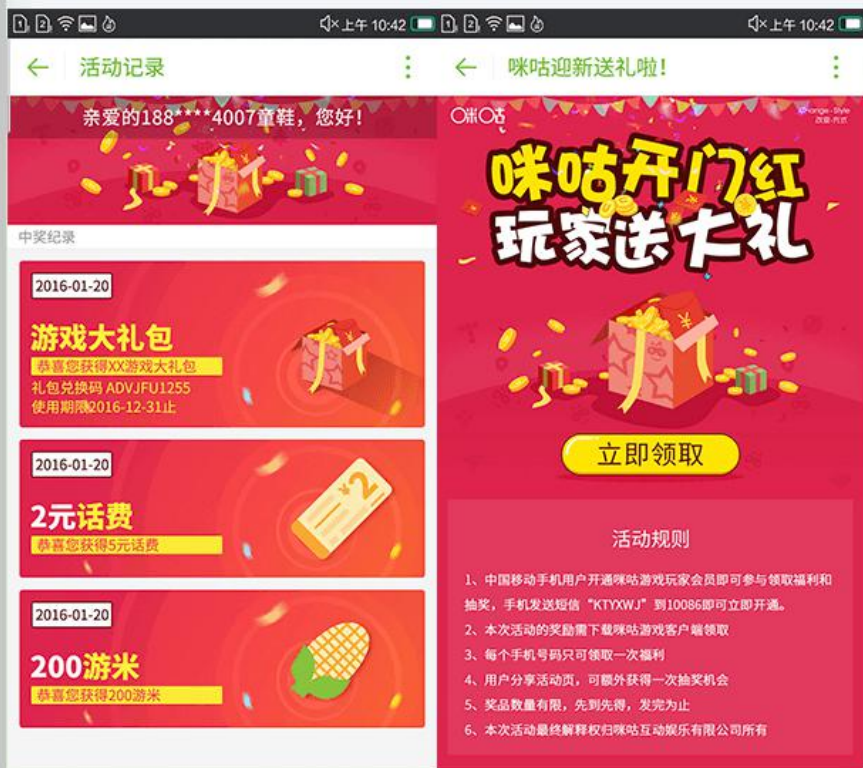 上午 10:42
活动记录
亲爱的188****4007童鞋，您好！
中奖纪录
2016-01-20
游戏大礼包
恭喜您获得XX游戏大礼包
礼包兑换码 ADVJFU1255
使用期限2016-12-31止
2016-01-20
2元话费
¥2
恭喜您获得5元话费
2016-01-20
200游米
恭喜您获得200游米
上午 10:42
咪咕迎新送礼啦！
咪咕
Change·Style
咪咕开门红
玩家送大礼
立即领取
活动规则
1、中国移动手机用户开通咪咕游戏玩家会员即可参与领取福利和
抽奖，手机发送短信“KTYXWJ”到10086即可立即开通。
2、本次活动的奖励需下载咪咕游戏客户端领取
3、每个手机号码只可领取一次福利
4、用户分享活动页，可额外获得一次抽奖机会
5、奖品数量有限，先到先得，发完为止
6、本次活动最终解释权归咪咕互动娱乐有限公司所有